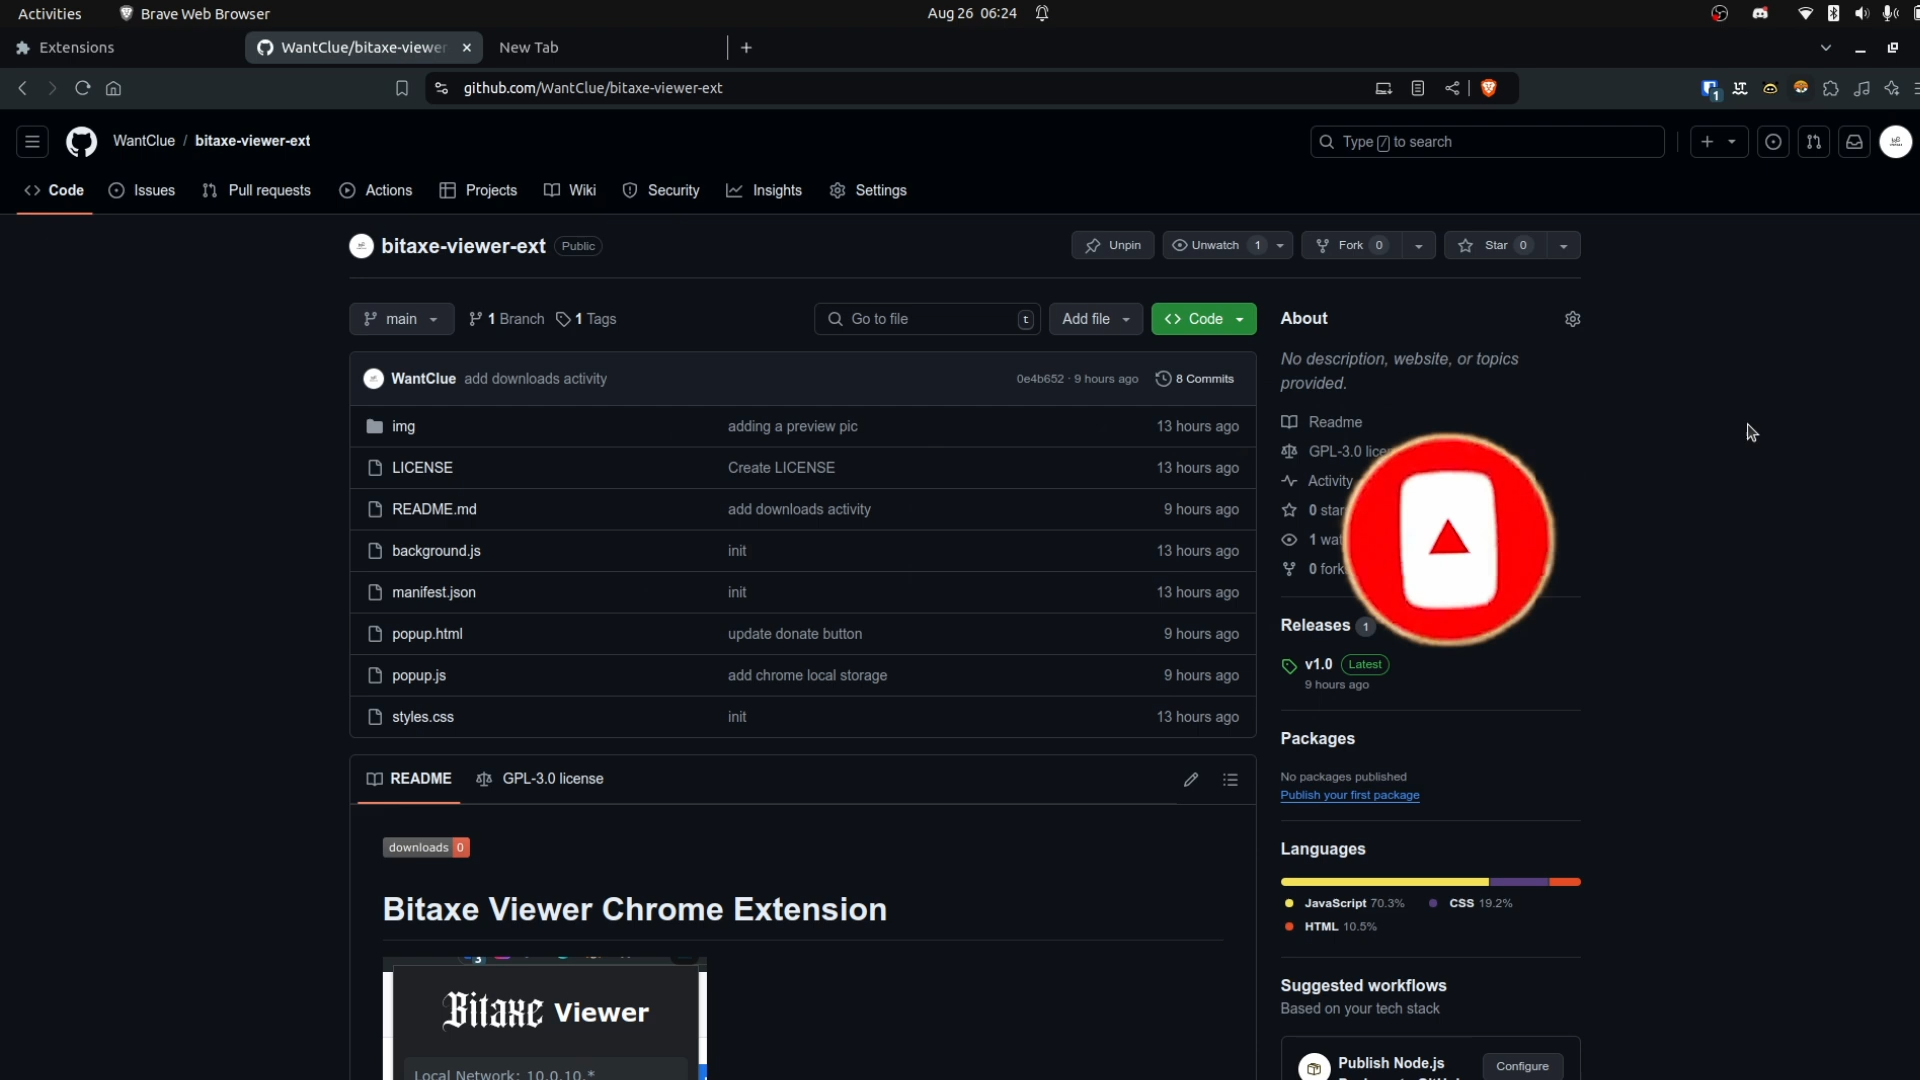 Activities Brave Web Browser Aug 26 06:24
Extensions WantClue/bitaxe-viewer New Tab
github.com/WantClue/bitaxe-viewer-ext 1
WantClue / bitaxe-viewer-ext Type / to search
Code Issues Pull requests Actions Projects Wiki Security Insights Settings
bitaxe-viewer-ext Public Unpin Unwatch 1 Fork 0 Star 0
main 1 Branch 1 Tags Go to file t Add file Code
WantClue add downloads activity 0e4b652 · 9 hours ago 8 Commits
img adding a preview pic 13 hours ago
LICENSE Create LICENSE 13 hours ago
README.md add downloads activity 9 hours ago
background.js init 13 hours ago
manifest.json init 13 hours ago
popup.html update donate button 9 hours ago
popup.js add chrome local storage 9 hours ago
styles.css init 13 hours ago
README GPL-3.0 license
downloads 0
Bitaxe Viewer Chrome Extension
3
Bitaxe Viewer
Local Network: 10.0.10.*
About
No description, website, or topics
provided.
Readme
GPL-3.0
Activity
0
1
0
Releases 1
v1.0 Latest
9 hours ago
Packages
No packages published
Publish your first package
Languages
JavaScript 70.3% CSS 19.2%
HTML 10.5%
Suggested workflows
Based on your tech stack
Publish Node.js Configure